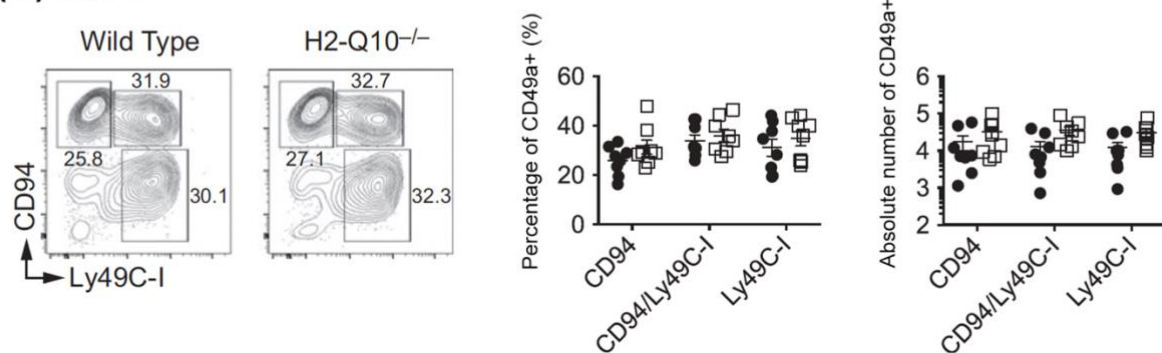 Wild Type
H2-Q10–/–
31.9
25.8
30.1
32.7
27.1
32.3
CD94
Ly49C-I
Percentage of CD49a+ (%)
60
40
20
0
CD94
CD94/Ly49C-I
Ly49C-I
Absolute number of CD49a+
6
5
4
3
2
CD94
CD94/Ly49C-I
Ly49C-I